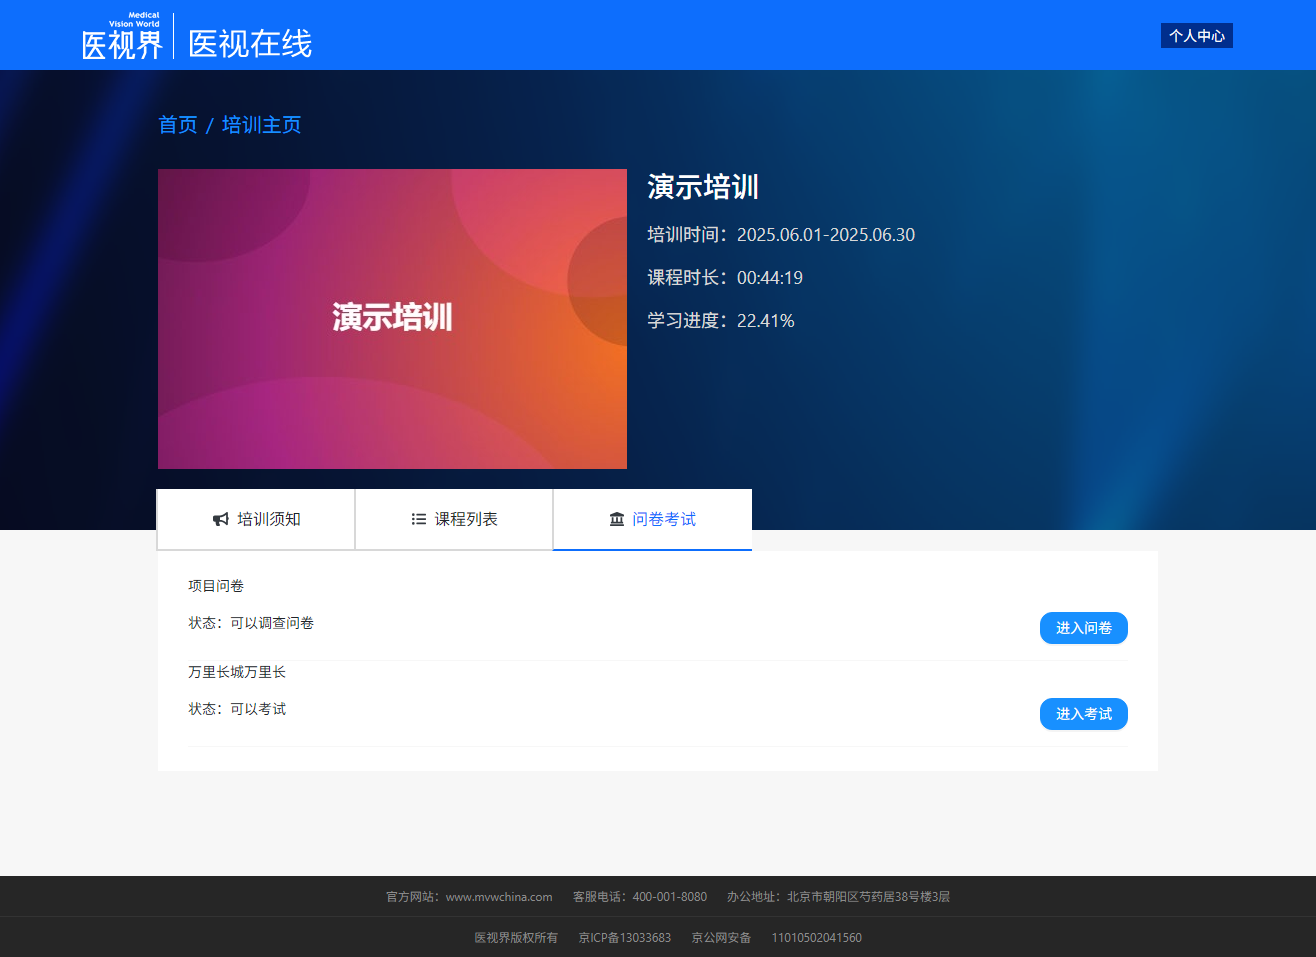 Medical
Vision World
医视界 医视在线
个人中心
首页 / 培训主页
演示培训
演示培训
培训时间：2025.06.01-2025.06.30
课程时长：00:44:19
学习进度：22.41%
培训须知
课程列表
问卷考试
项目问卷
状态：可以调查问卷
进入问卷
万里长城万里长
状态：可以考试
进入考试
官方网站：www.mvwchina.com 客服电话：400-001-8080 办公地址：北京市朝阳区芍药居38号楼3层
医视界版权所有 京ICP备13033683 京公网安备 11010502041560